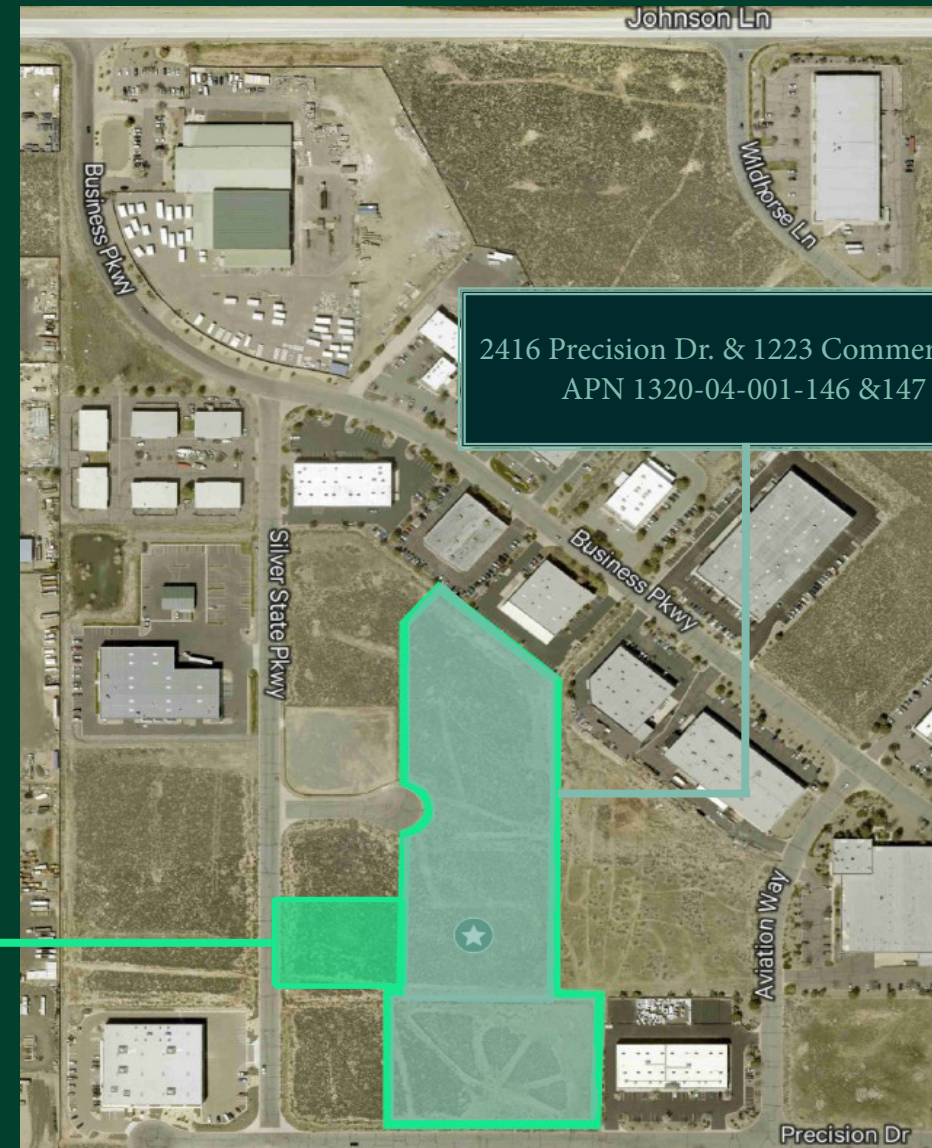 Johnson Ln
Wildhorse Ln
Business Pkwy
2416 Precision Dr. & 1223
APN 1320-04-001-146 &147
Silver State Pkwy
Business Pkwy
Aviation Way
Precision Dr